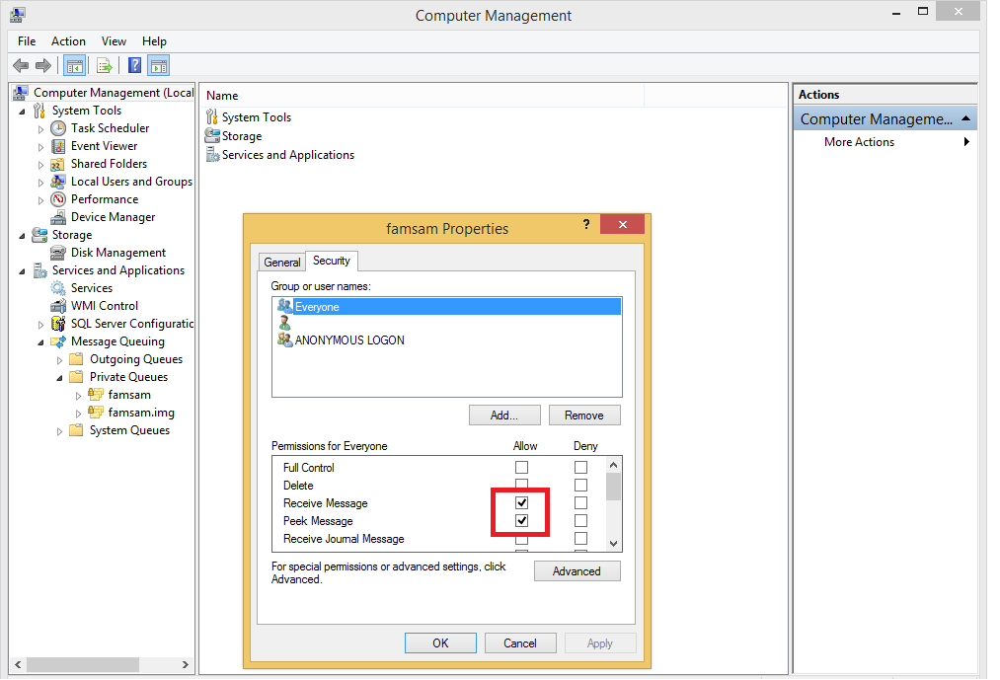 Computer Management
File Action View Help
Computer Management (Local
System Tools
Task Scheduler
Event Viewer
Shared Folders
Local Users and Groups
Performance
Device Manager
Storage
Disk Management
Services and Applications
Services
WMI Control
SQL Server Configuratic
Message Queuing
Outgoing Queues
Private Queues
famsam
famsam.img
System Queues
Name
System Tools
Storage
Services and Applications
Actions
Computer Manageme...
More Actions
famsam Properties
?
General Security
Group or user names:
Everyone
ANONYMOUS LOGON
Add... Remove
Permissions for Everyone Allow Deny
Full Control
Delete
Receive Message
Peek Message
Receive Journal Message
For special permissions or advanced settings, click
Advanced.
Advanced
OK Cancel Apply